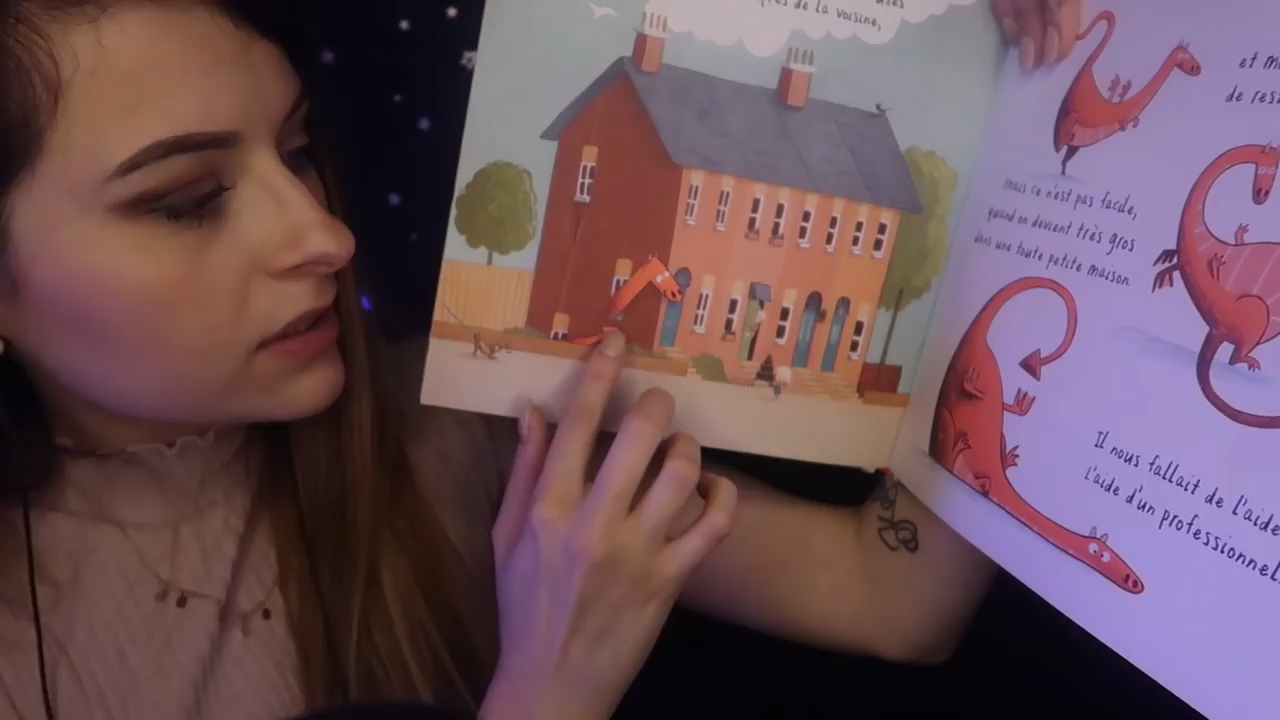 de la voisine,
et m
de res
mais ce n'est pas facile,
quand on devient très gros
dans une toute petite maison.
Il nous fallait de l'aide
l'aide d'un professionnel.